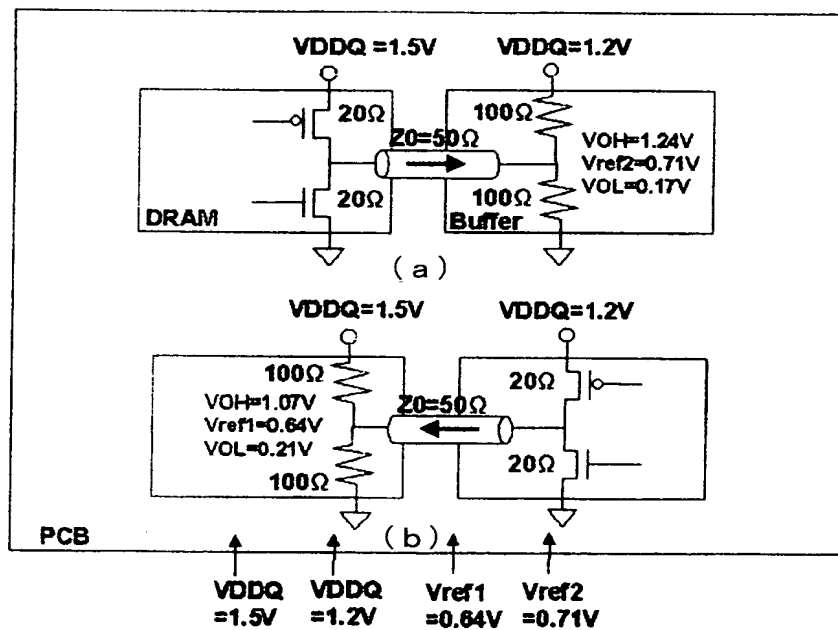 VDDQ =1.5V VDDQ=1.2V
20Ω 100Ω
Z0=50Ω
VOH=1.24V
Vref2=0.71V
VOL=0.17V
20Ω 100Ω
DRAM Buffer
(a)
VDDQ=1.5V VDDQ=1.2V
100Ω 20Ω
VOH=1.07V
Z0=50Ω
Vref1=0.64V
VOL=0.21V
20Ω
100Ω
PCB (b)
VDDQ VDDQ Vref1 Vref2
=1.5V =1.2V =0.64V =0.71V